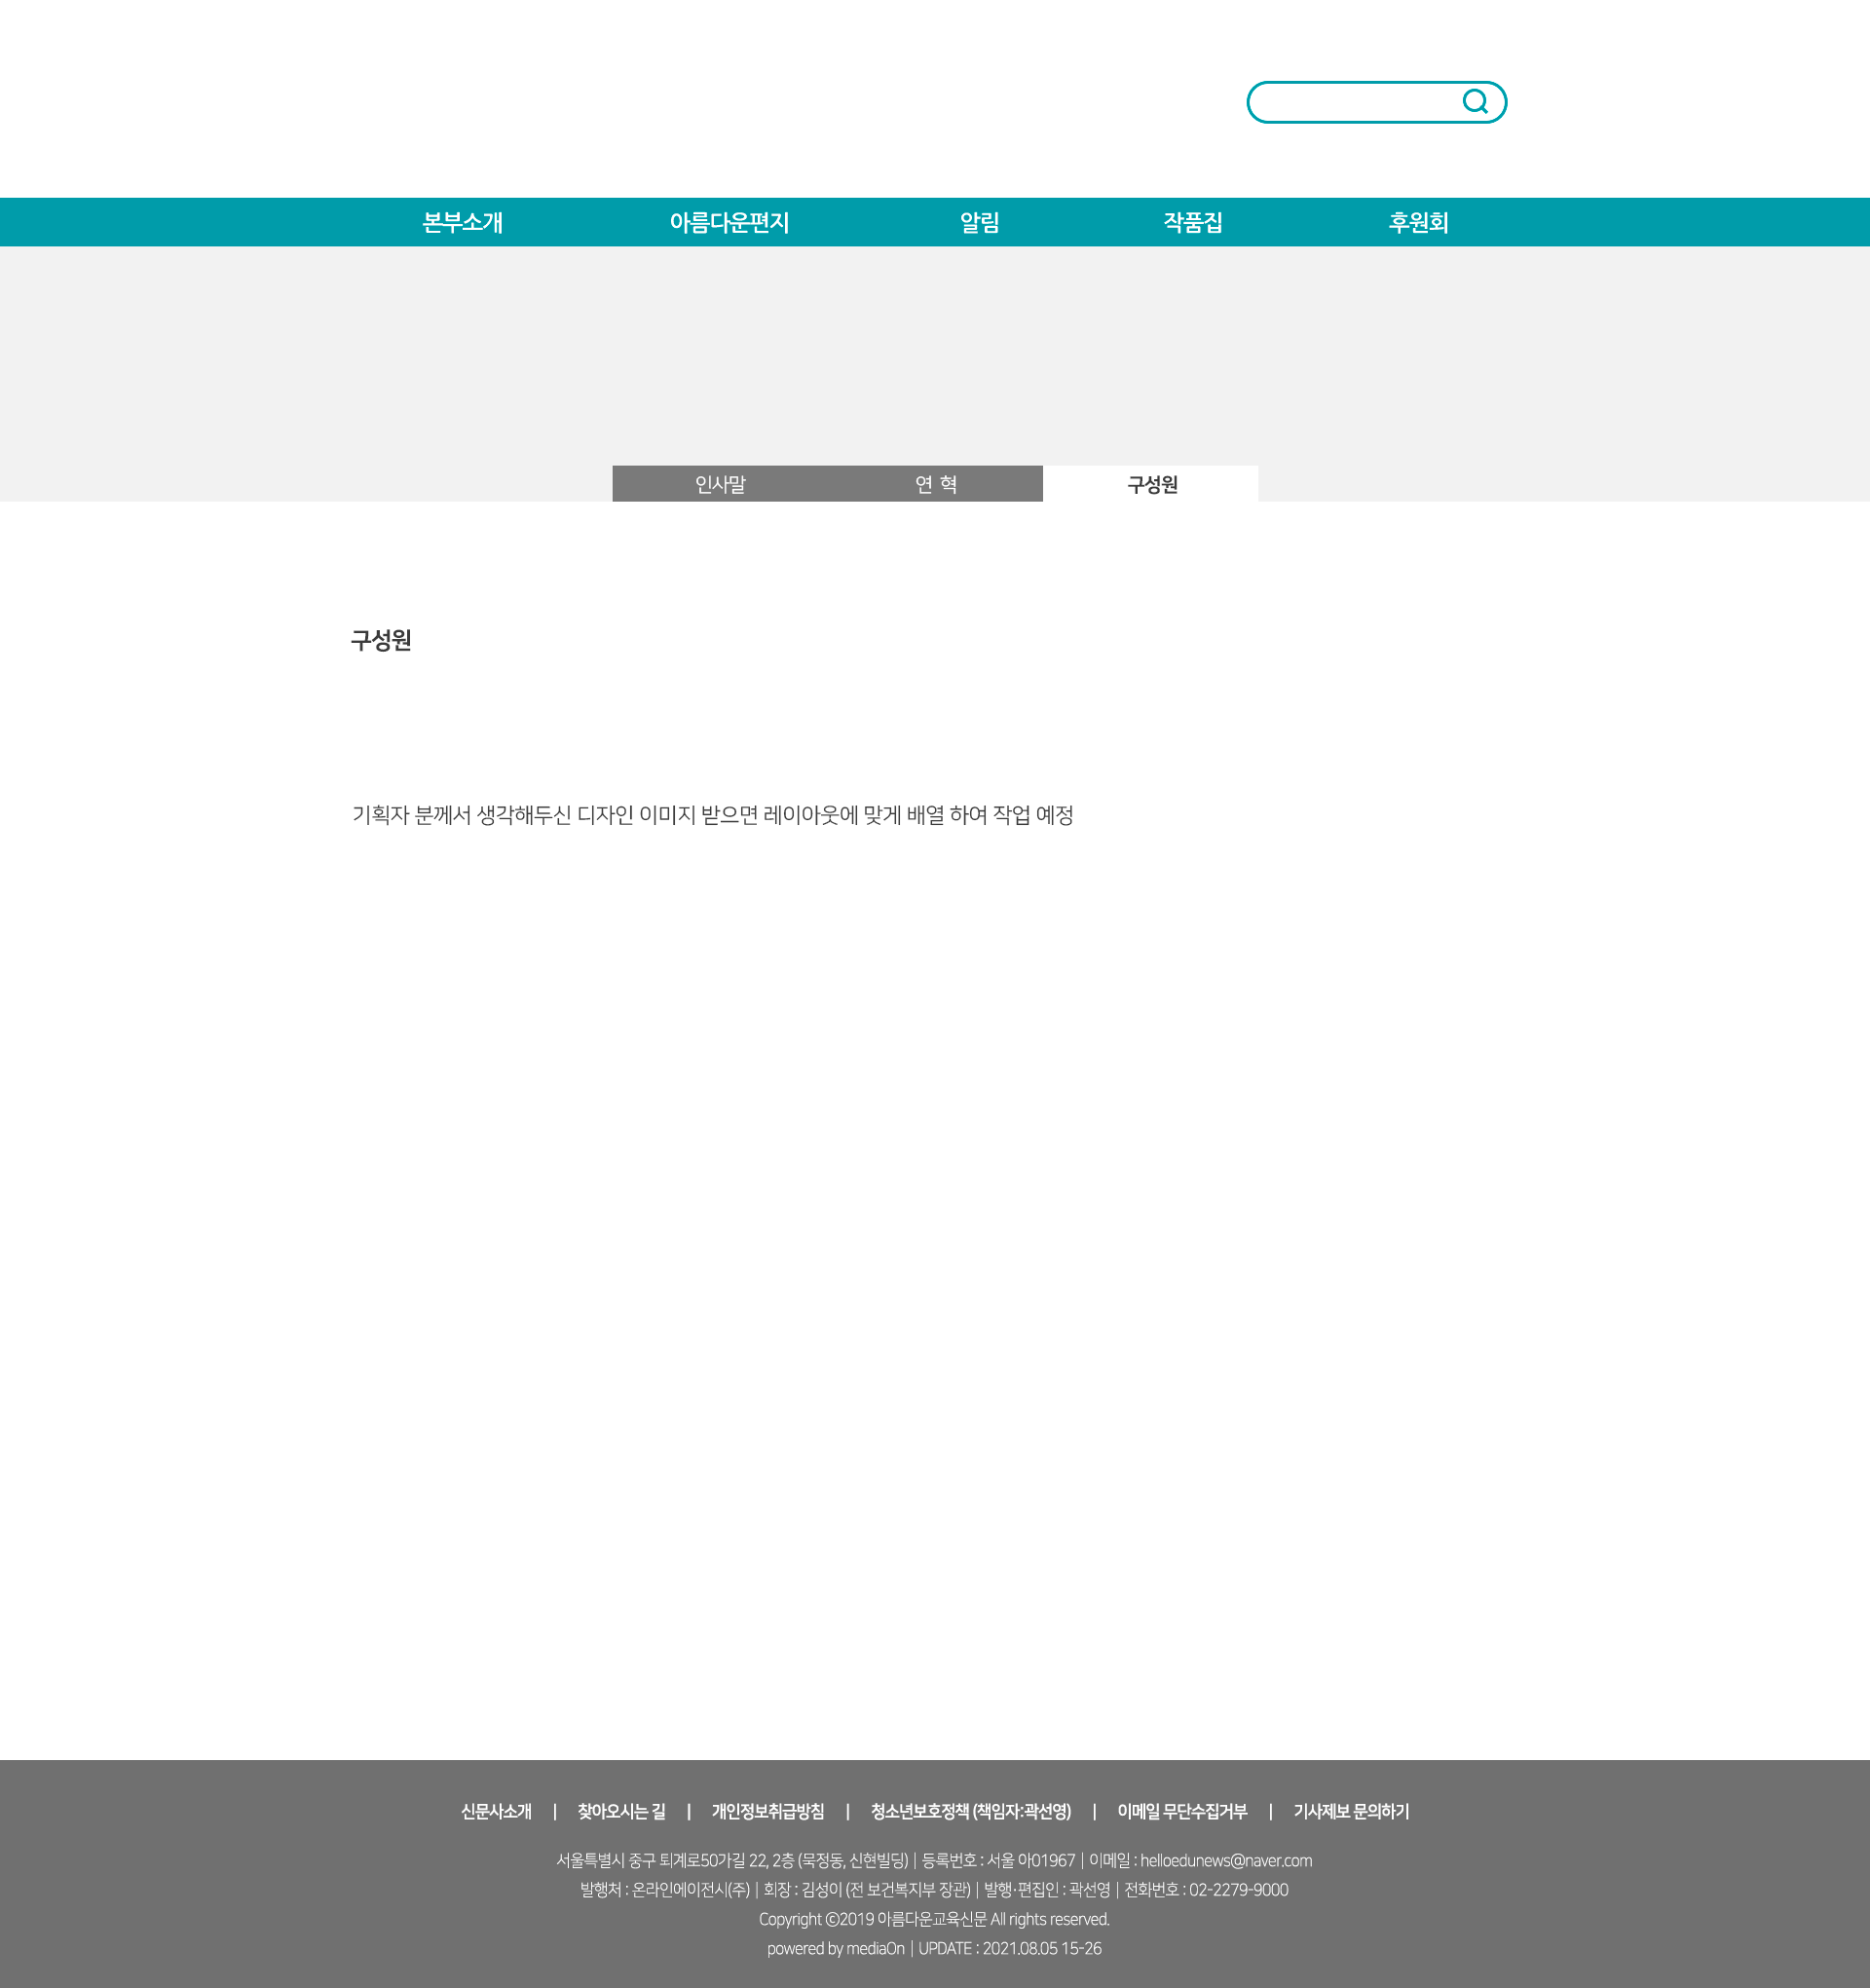 본부소개 아름다운편지 알림 작품집 후원회
인사말 연 혁 구성원
구성원
기획자 분께서 생각해두신 디자인 이미지 받으면 레이아웃에 맞게 배열 하여 작업 예정
신문사소개 | 찾아오시는 길 | 개인정보취급방침 | 청소년보호정책 (책임자:곽선영) | 이메일 무단수집거부 | 기사제보 문의하기
서울특별시 중구 퇴계로50가길 22, 2층 (묵정동, 신현빌딩) | 등록번호 : 서울 아01967 | 이메일 : helloedunews@naver.com
발행처 : 온라인에이전시(주) | 회장 : 김성이 (전 보건복지부 장관) | 발행·편집인 : 곽선영 | 전화번호 : 02-2279-9000
Copyright ⓒ2019 아름다운교육신문 All rights reserved.
powered by mediaOn | UPDATE : 2021.08.05 15-26